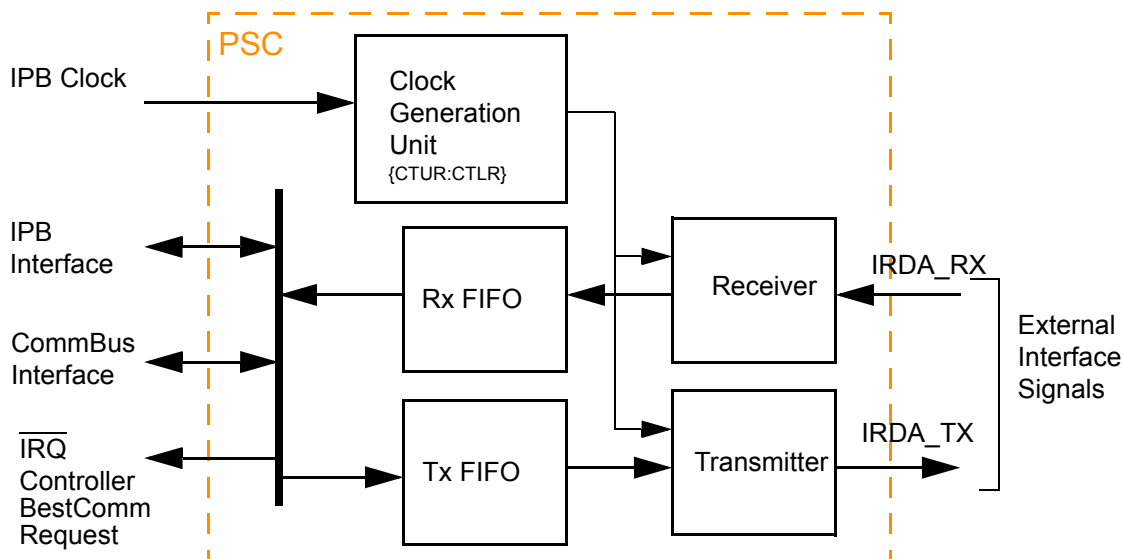 PSC
IPB Clock
Clock
Generation
Unit
{CTUR:CTLR}
IPB
Interface
Rx FIFO
Receiver
IRDA_RX
CommBus
Interface
External
Interface
Signals
IRQ
Controller
BestComm
Request
Tx FIFO
Transmitter
IRDA_TX